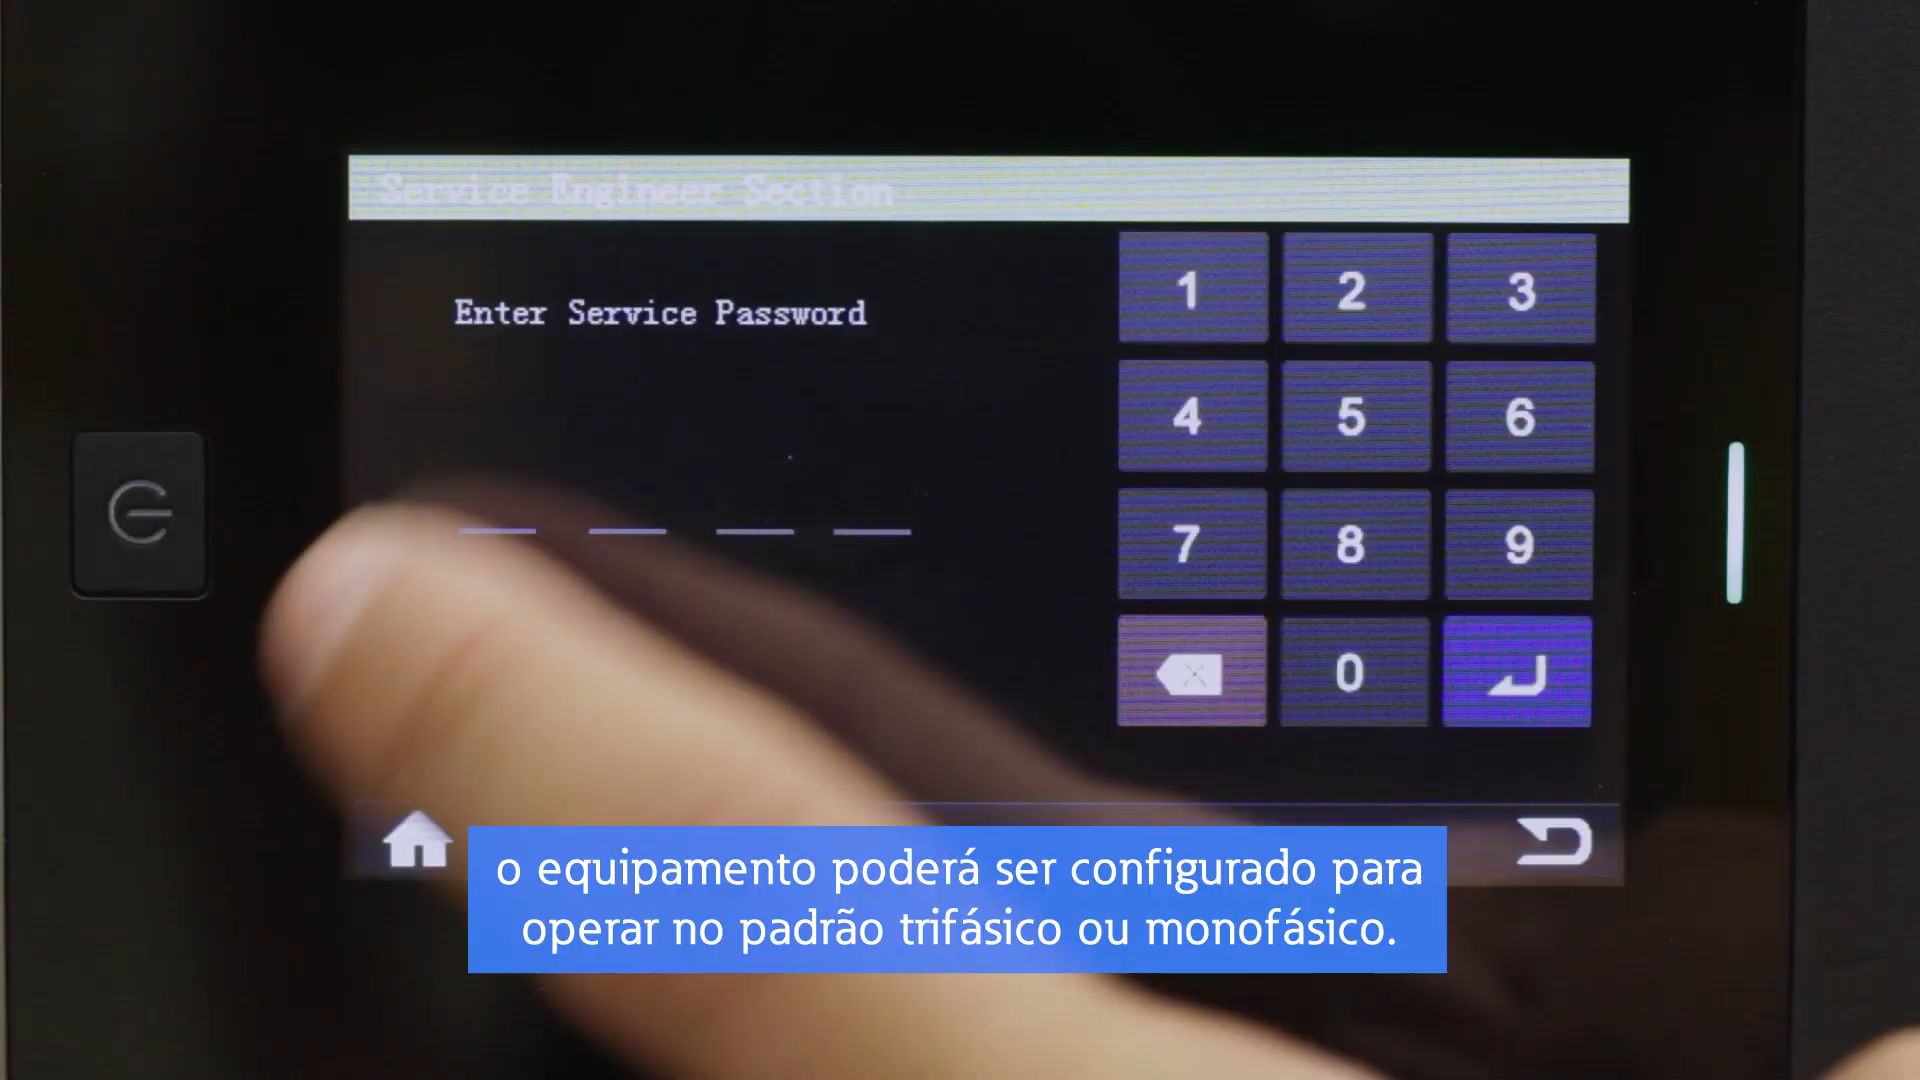 Service Engineer Section
Enter Service Password
1 2 3
4 5 6
7 8 9
0
o equipamento poderá ser configurado para
operar no padrão trifásico ou monofásico.